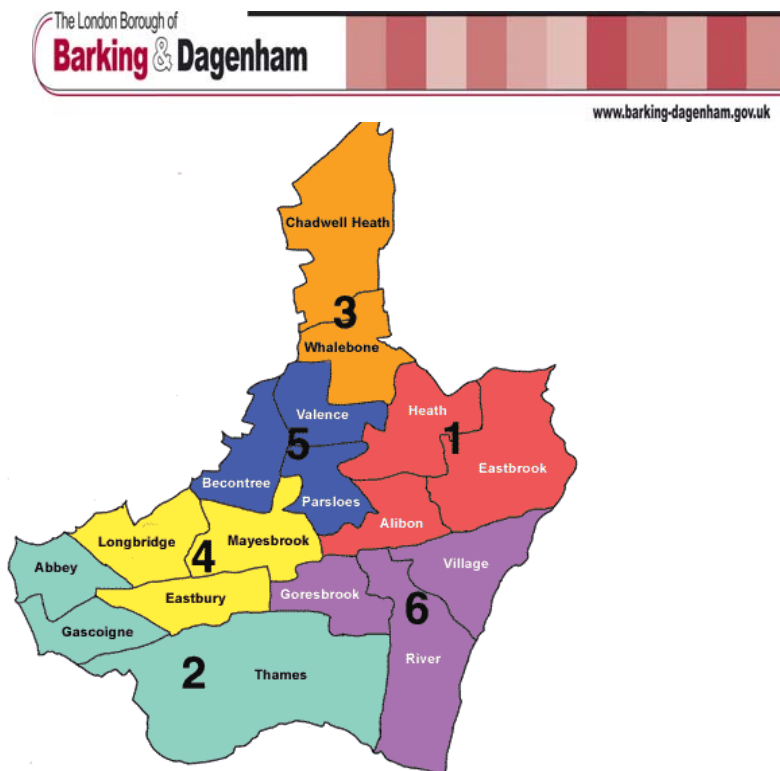 The London Borough of
Barking & Dagenham
www.barking-dagenham.gov.uk
Chadwell Heath
3
Whalebone
Valence
Heath
5
1
Becontree
Parsloes
Eastbrook
Alibon
Longbridge
Mayesbrook
4
Abbey
Village
Eastbury
Goresbrook
6
Gascoigne
River
2
Thames